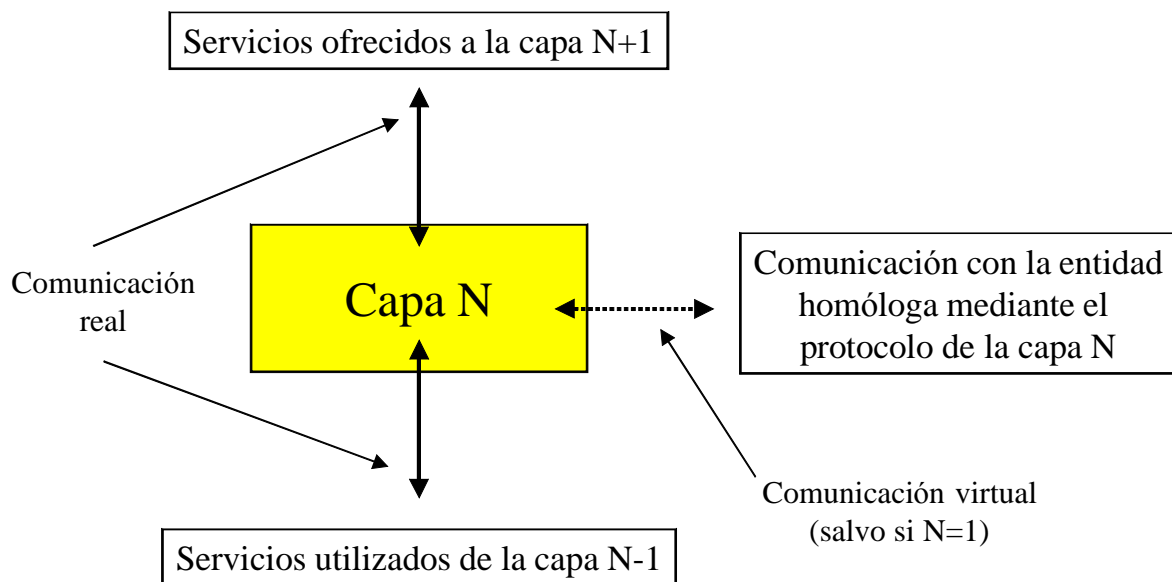 Servicios ofrecidos a la capa N+1
Comunicación
real
Capa N
Comunicación con la entidad
homóloga mediante el
protocolo de la capa N
Comunicación virtual
(salvo si N=1)
Servicios utilizados de la capa N-1